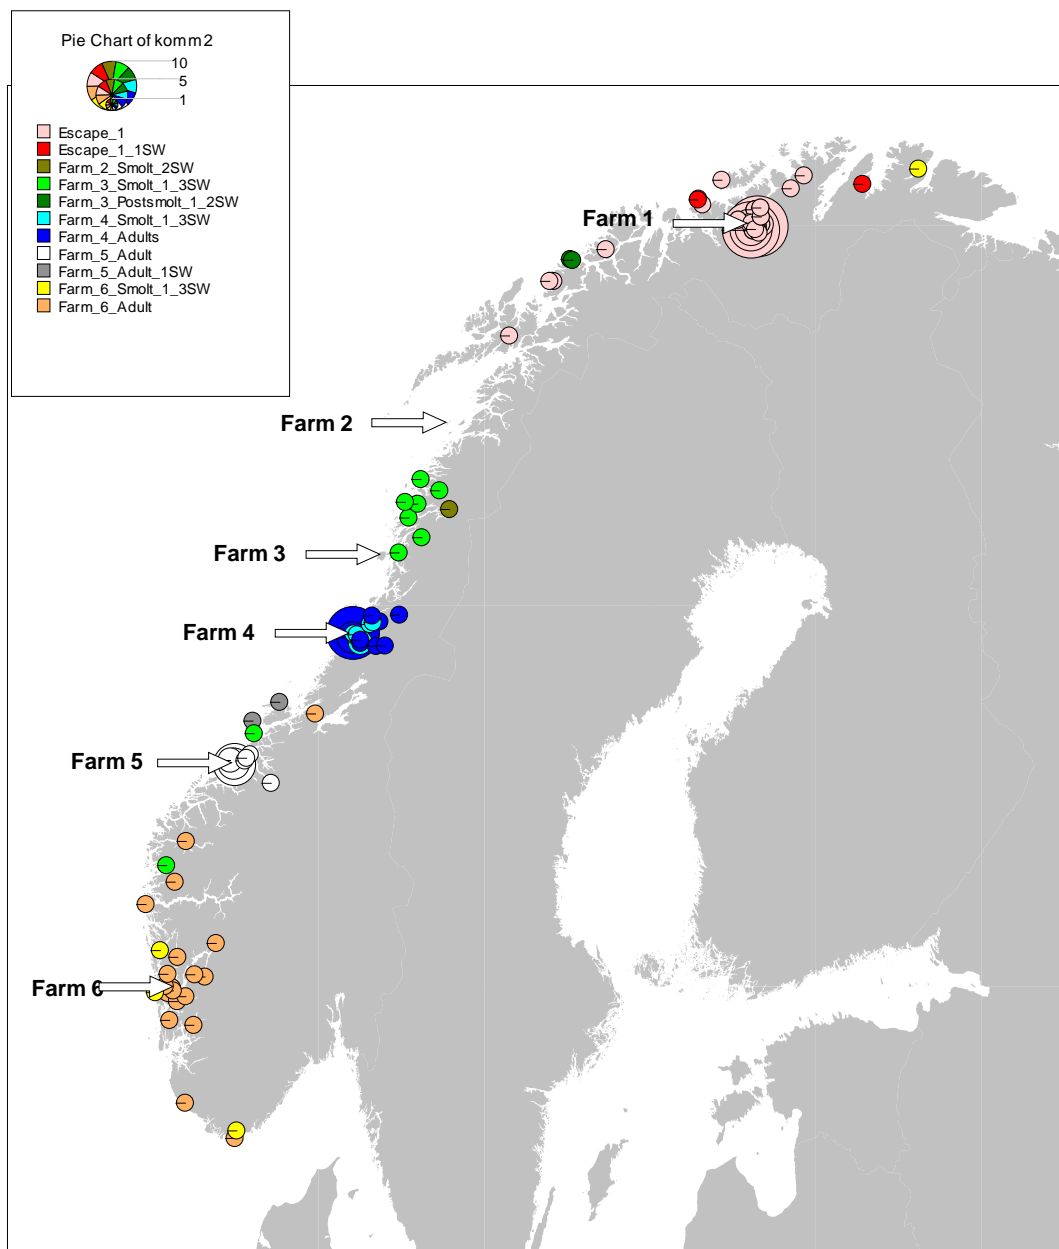 Pie Chart of komm2
10
5
1
Escape_1
Escape_1_1SW
Farm_2_Smolt_2SW
Farm_3_Smolt_1_3SW
Farm_3_Postsmolt_1_2SW
Farm_4_Smolt_1_3SW
Farm_4_Adults
Farm_5_Adult
Farm_5_Adult_1SW
Farm_6_Smolt_1_3SW
Farm_6_Adult
Farm 1
Farm 2
Farm 3
Farm 4
Farm 5
Farm 6